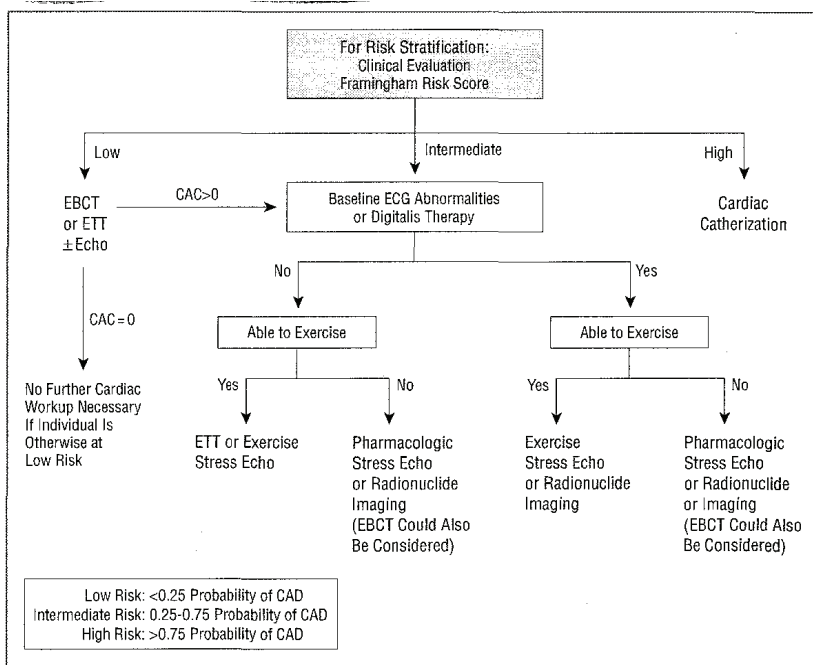 For Risk Stratification:
Clinical Evaluation
Framingham Risk Score
Low
Intermediate
High
EBCT
or ETT
±Echo
CAC>0
Baseline ECG Abnormalities
or Digitalis Therapy
Cardiac
Catherization
No
Yes
CAC=0
Able to Exercise
Able to Exercise
No Further Cardiac
Workup Necessary
If Individual Is
Otherwise at
Low Risk
Yes
No
Yes
No
ETT or Exercise
Stress Echo
Pharmacologic
Stress Echo
or Radionuclide
Imaging
(EBCT Could Also
Be Considered)
Exercise
Stress Echo
or Radionuclide
Imaging
Pharmacologic
Stress Echo
or Radionuclide
or Imaging
(EBCT Could Also
Be Considered)
Low Risk: <0.25 Probability of CAD
Intermediate Risk: 0.25-0.75 Probability of CAD
High Risk: >0.75 Probability of CAD